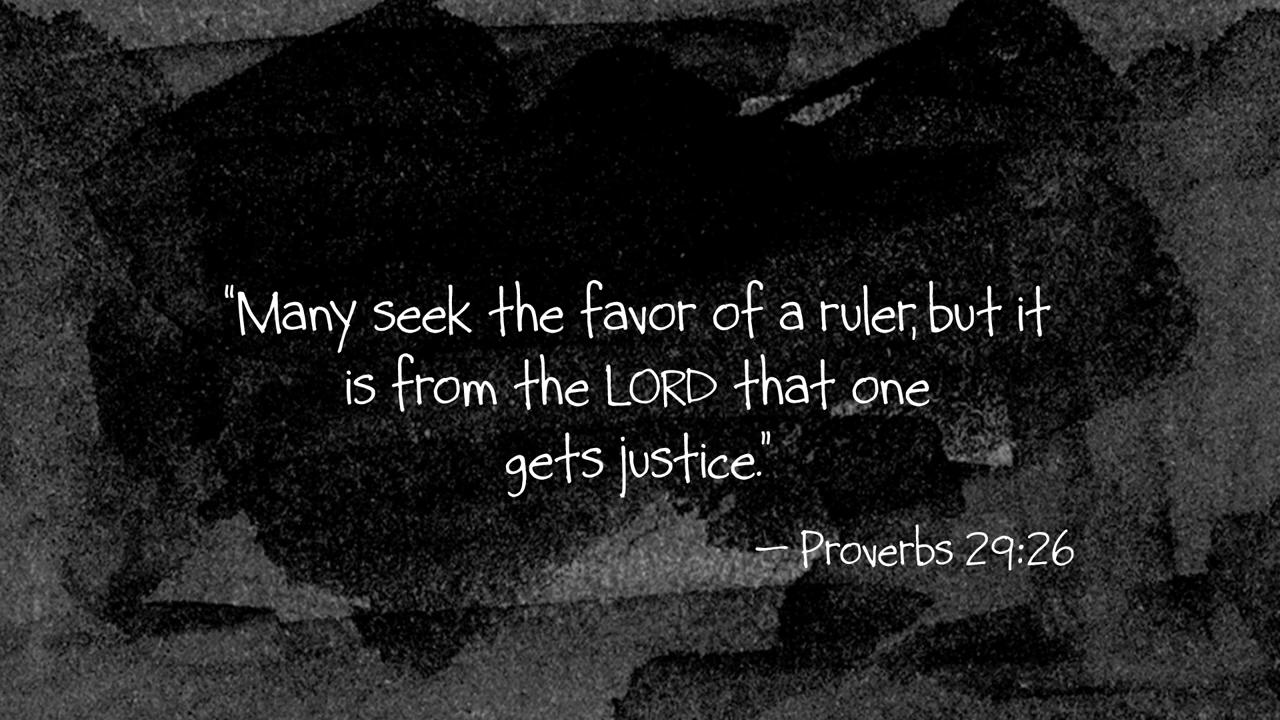 “Many seek the favor of a ruler, but it
is from the LORD that one
gets justice.”
— Proverbs 29:26